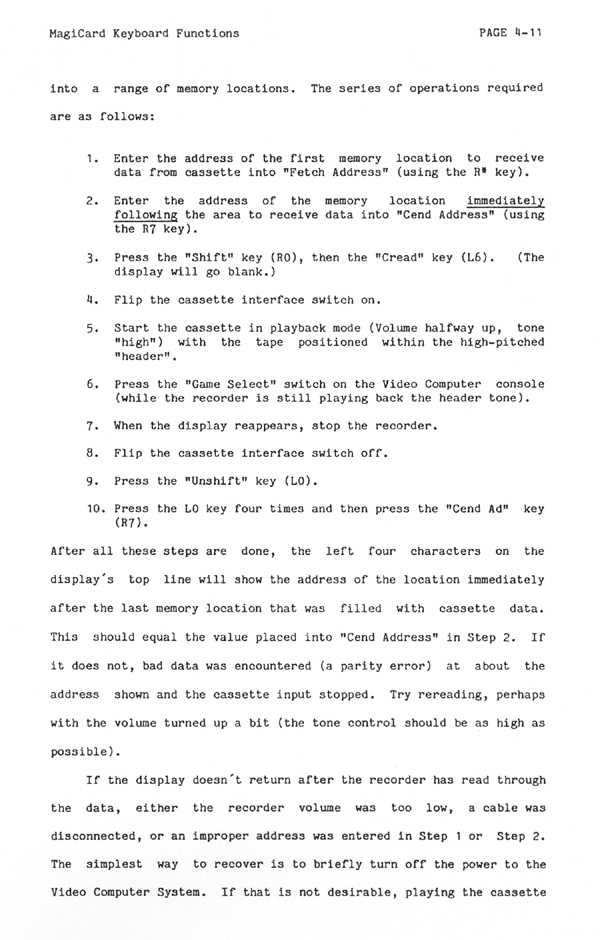 MagiCard Keyboard Functions PAGE 4-11
into a range of memory locations. The series of operations required
are as follows:
1. Enter the address of the first memory location to receive
data from cassette into "Fetch Address" (using the R* key).
2. Enter the address of the memory location immediately
following the area to receive data into "Cend Address" (using
the R7 key).
3. Press the "Shift" key (R0), then the "Cread" key (L6). (The
display will go blank.)
4. Flip the cassette interface switch on.
5. Start the cassette in playback mode (Volume halfway up, tone
"high") with the tape positioned within the high-pitched
"header".
6. Press the "Game Select" switch on the Video Computer console
(while the recorder is still playing back the header tone).
7. When the display reappears, stop the recorder.
8. Flip the cassette interface switch off.
9. Press the "Unshift" key (L0).
10. Press the L0 key four times and then press the "Cend Ad" key
(R7).
After all these steps are done, the left four characters on the
display's top line will show the address of the location immediately
after the last memory location that was filled with cassette data.
This should equal the value placed into "Cend Address" in Step 2. If
it does not, bad data was encountered (a parity error) at about the
address shown and the cassette input stopped. Try rereading, perhaps
with the volume turned up a bit (the tone control should be as high as
possible).
If the display doesn't return after the recorder has read through
the data, either the recorder volume was too low, a cable was
disconnected, or an improper address was entered in Step 1 or Step 2.
The simplest way to recover is to briefly turn off the power to the
Video Computer System. If that is not desirable, playing the cassette